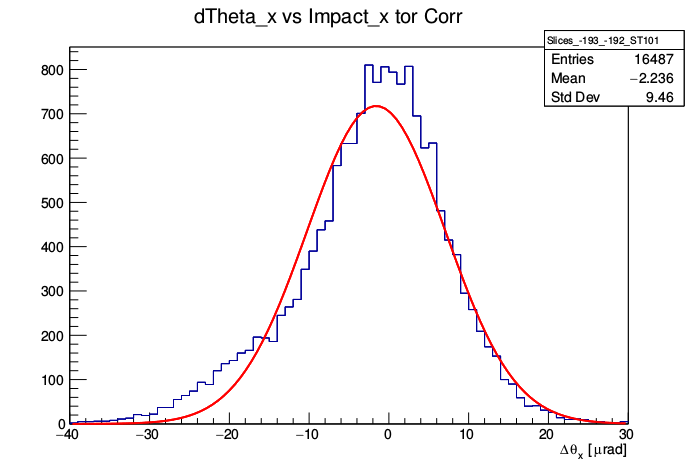 dTheta_x vs Impact_x tor Corr
Slices_-193_-192_ST101
Entries 16487
Mean −2.236
Std Dev 9.46
800
700
600
500
400
300
200
100
0
−40 −30 −20 −10 0 10 20 30
Δθx [μrad]